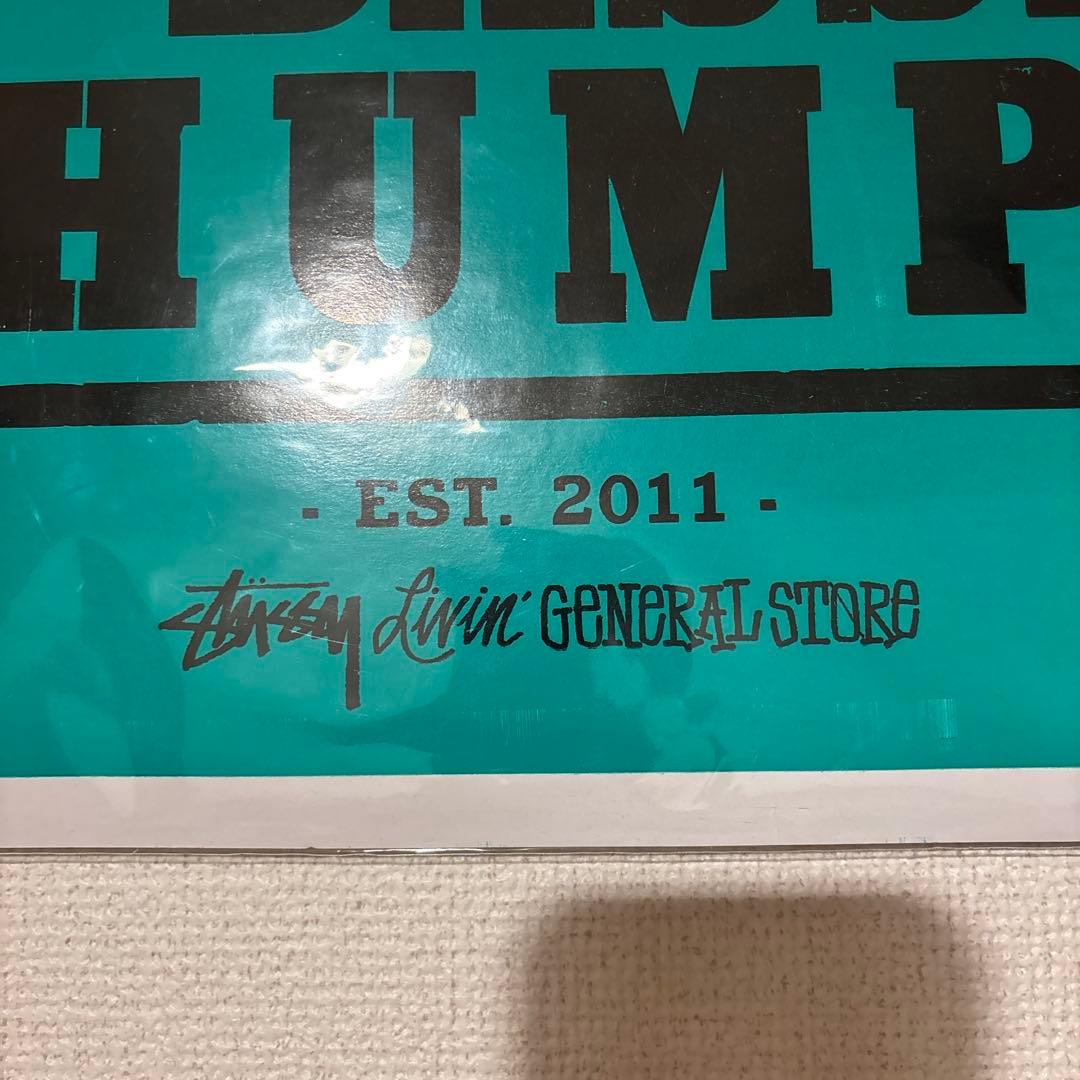 HUMP
- EST. 2011 -
STÜSSY Livin' GENERAL STORE